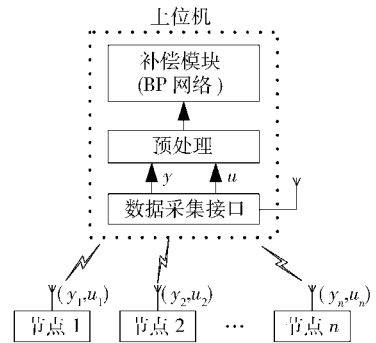 上位机
补偿模块
(BP 网络)
预处理
y u
数据采集接口
(y₁,u₁) (y₂,u₂) (yₙ,uₙ)
节点 1 节点 2 … 节点 n